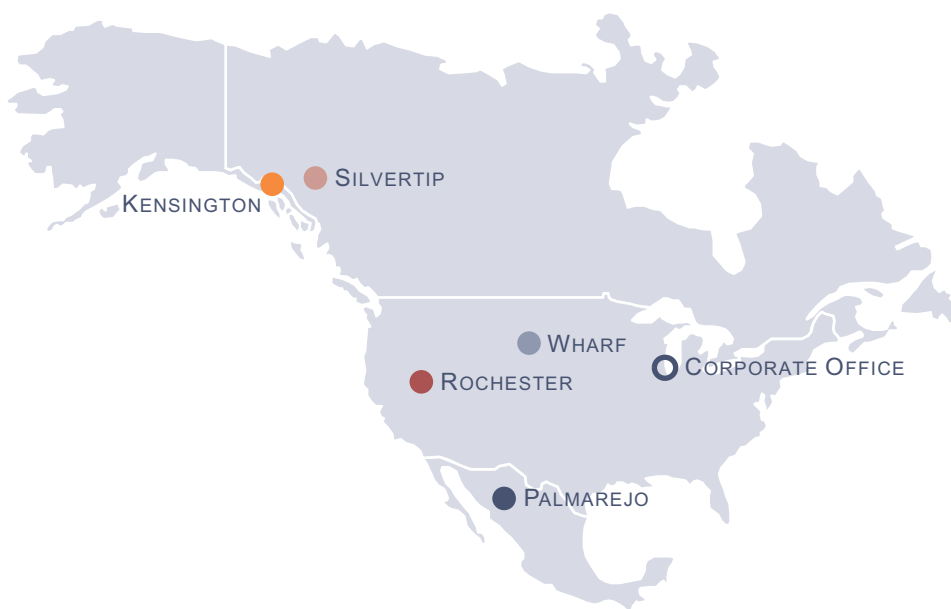 SILVERTIP
KENSINGTON
WHARF
CORPORATE OFFICE
ROCHESTER
PALMAREJO